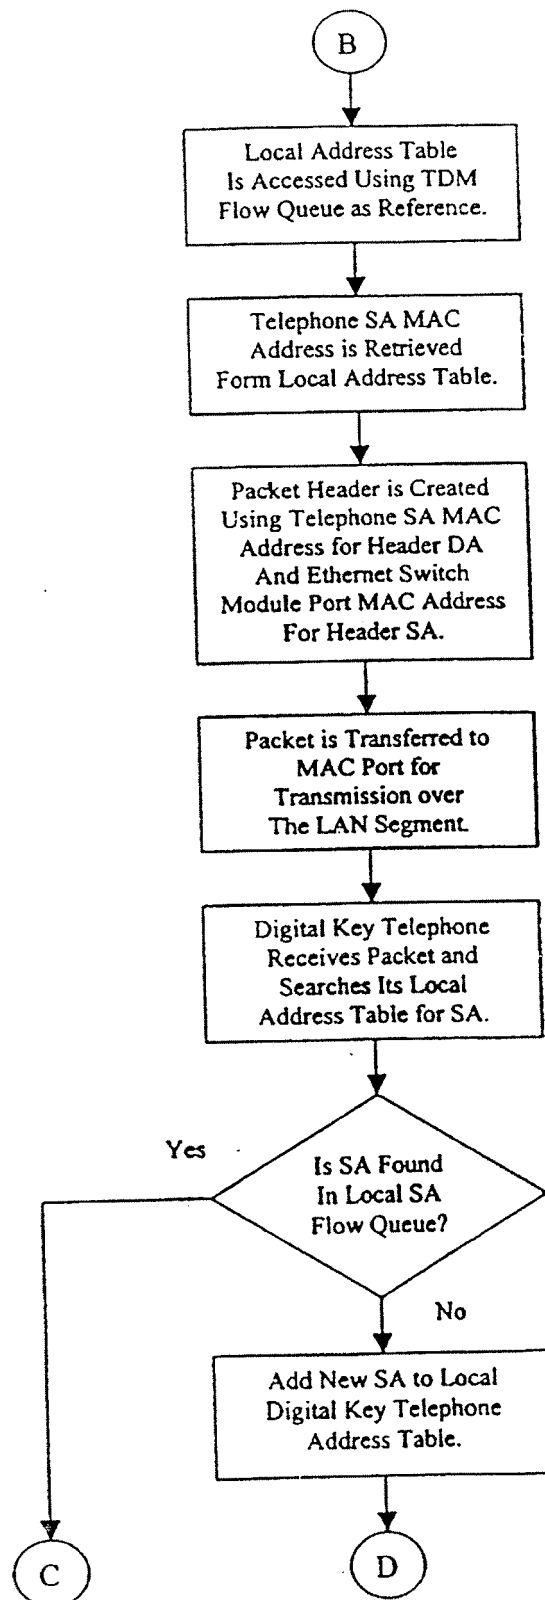 B
Local Address Table
Is Accessed Using TDM
Flow Queue as Reference.
Telephone SA MAC
Address is Retrieved
Form Local Address Table.
Packet Header is Created
Using Telephone SA MAC
Address for Header DA
And Ethernet Switch
Module Port MAC Address
For Header SA.
Packet is Transferred to
MAC Port for
Transmission over
The LAN Segment.
Digital Key Telephone
Receives Packet and
Searches Its Local
Address Table for SA.
Yes
Is SA Found
In Local SA
Flow Queue?
No
Add New SA to Local
Digital Key Telephone
Address Table.
C
D